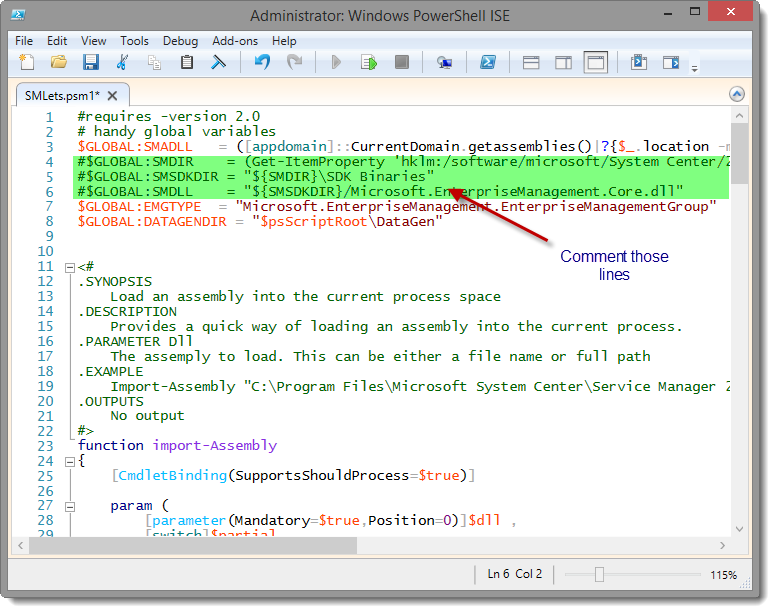 Administrator: Windows PowerShell ISE
File Edit View Tools Debug Add-ons Help
SMLets.psm1*
1 #requires -version 2.0
2 # handy global variables
3 $GLOBAL:SMADLL   = ([appdomain]::CurrentDomain.getassemblies()|?{$_.location -m
4 #$GLOBAL:SMDIR    = (Get-ItemProperty 'hklm:/software/microsoft/System Center/2
5 #$GLOBAL:SMSDKDIR = "${SMDIR}\SDK Binaries"
6 #$GLOBAL:SMDLL    = "${SMSDKDIR}/Microsoft.EnterpriseManagement.Core.dll"
7 $GLOBAL:EMGTYPE  = "Microsoft.EnterpriseManagement.EnterpriseManagementGroup"
8 $GLOBAL:DATAGENDIR = "$psScriptRoot\DataGen"
9
10
Comment those
lines
11 <#
12 .SYNOPSIS
13     Load an assembly into the current process space
14 .DESCRIPTION
15     Provides a quick way of loading an assembly into the current process.
16 .PARAMETER Dll
17     The assemply to load. This can be either a file name or full path
18 .EXAMPLE
19     Import-Assembly "C:\Program Files\Microsoft System Center\Service Manager 2
20 .OUTPUTS
21     No output
22 #>
23 function import-Assembly
24 {
25     [CmdletBinding(SupportsShouldProcess=$true)]
26
27     param (
28         [parameter(Mandatory=$true,Position=0)]$dll ,
29         [switch]$partial
Ln 6 Col 2
115%